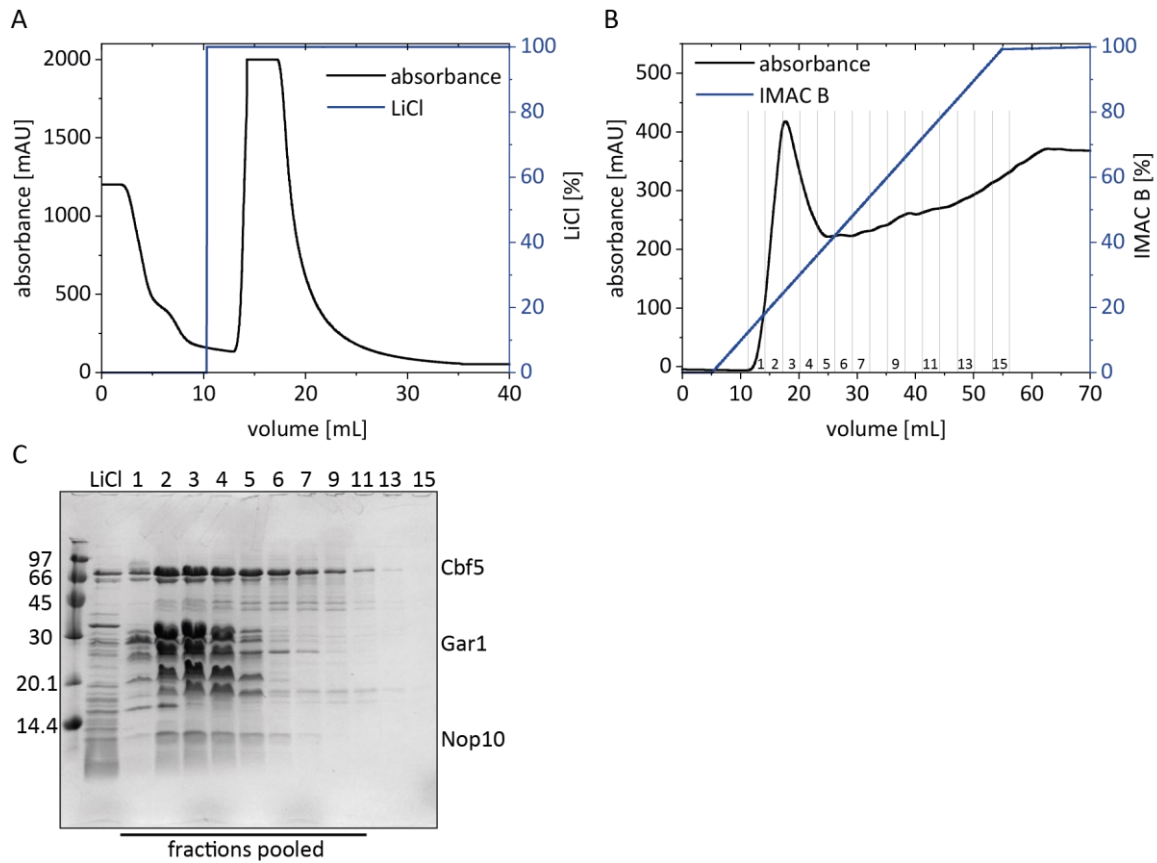 A
2000
1500
1000
500
0
absorbance [mAU]
absorbance
LiCl
100
80
60
40
20
0
LiCl [%]
0 10 20 30 40
volume [mL]
B
500
400
300
200
100
0
absorbance [mAU]
absorbance
IMAC B
100
80
60
40
20
0
IMAC B [%]
1 2 3 4 5 6 7 9 11 13 15
0 10 20 30 40 50 60 70
volume [mL]
C
LiCl 1 2 3 4 5 6 7 9 11 13 15
97
66
45
30
20.1
14.4
Cbf5
Gar1
Nop10
fractions pooled